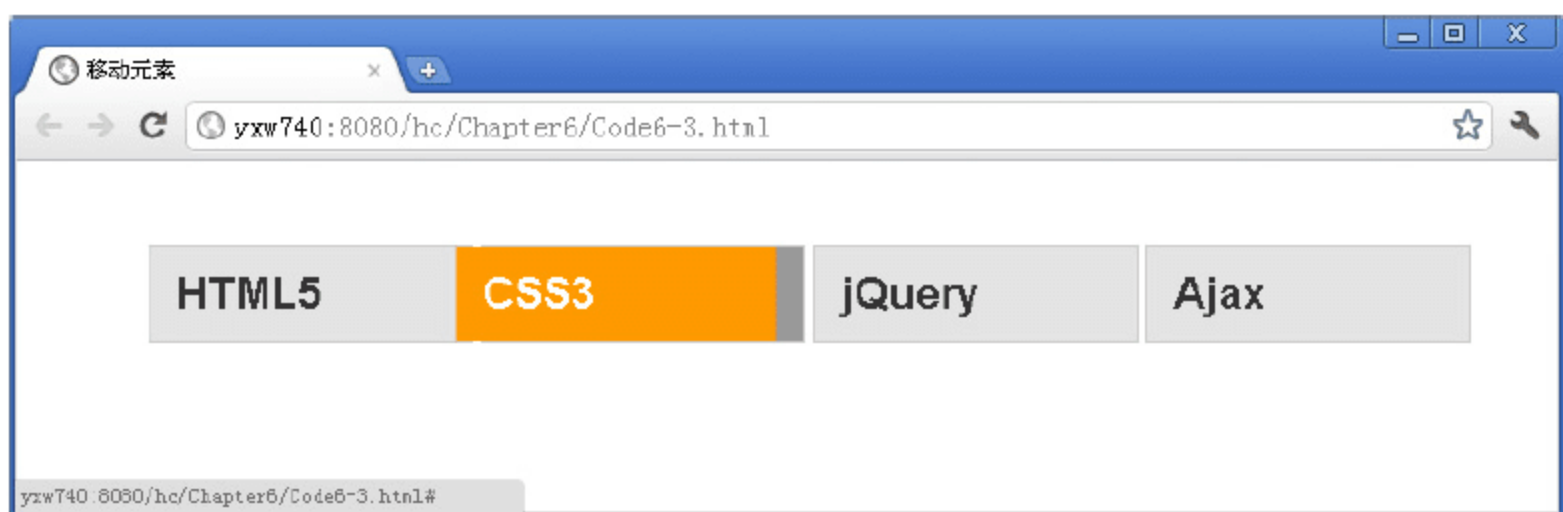 移动元素
yxw740:8080/hc/Chapter6/Code6-3.html
HTML5 CSS3 jQuery Ajax
yxw740:8080/hc/Chapter6/Code6-3.html#